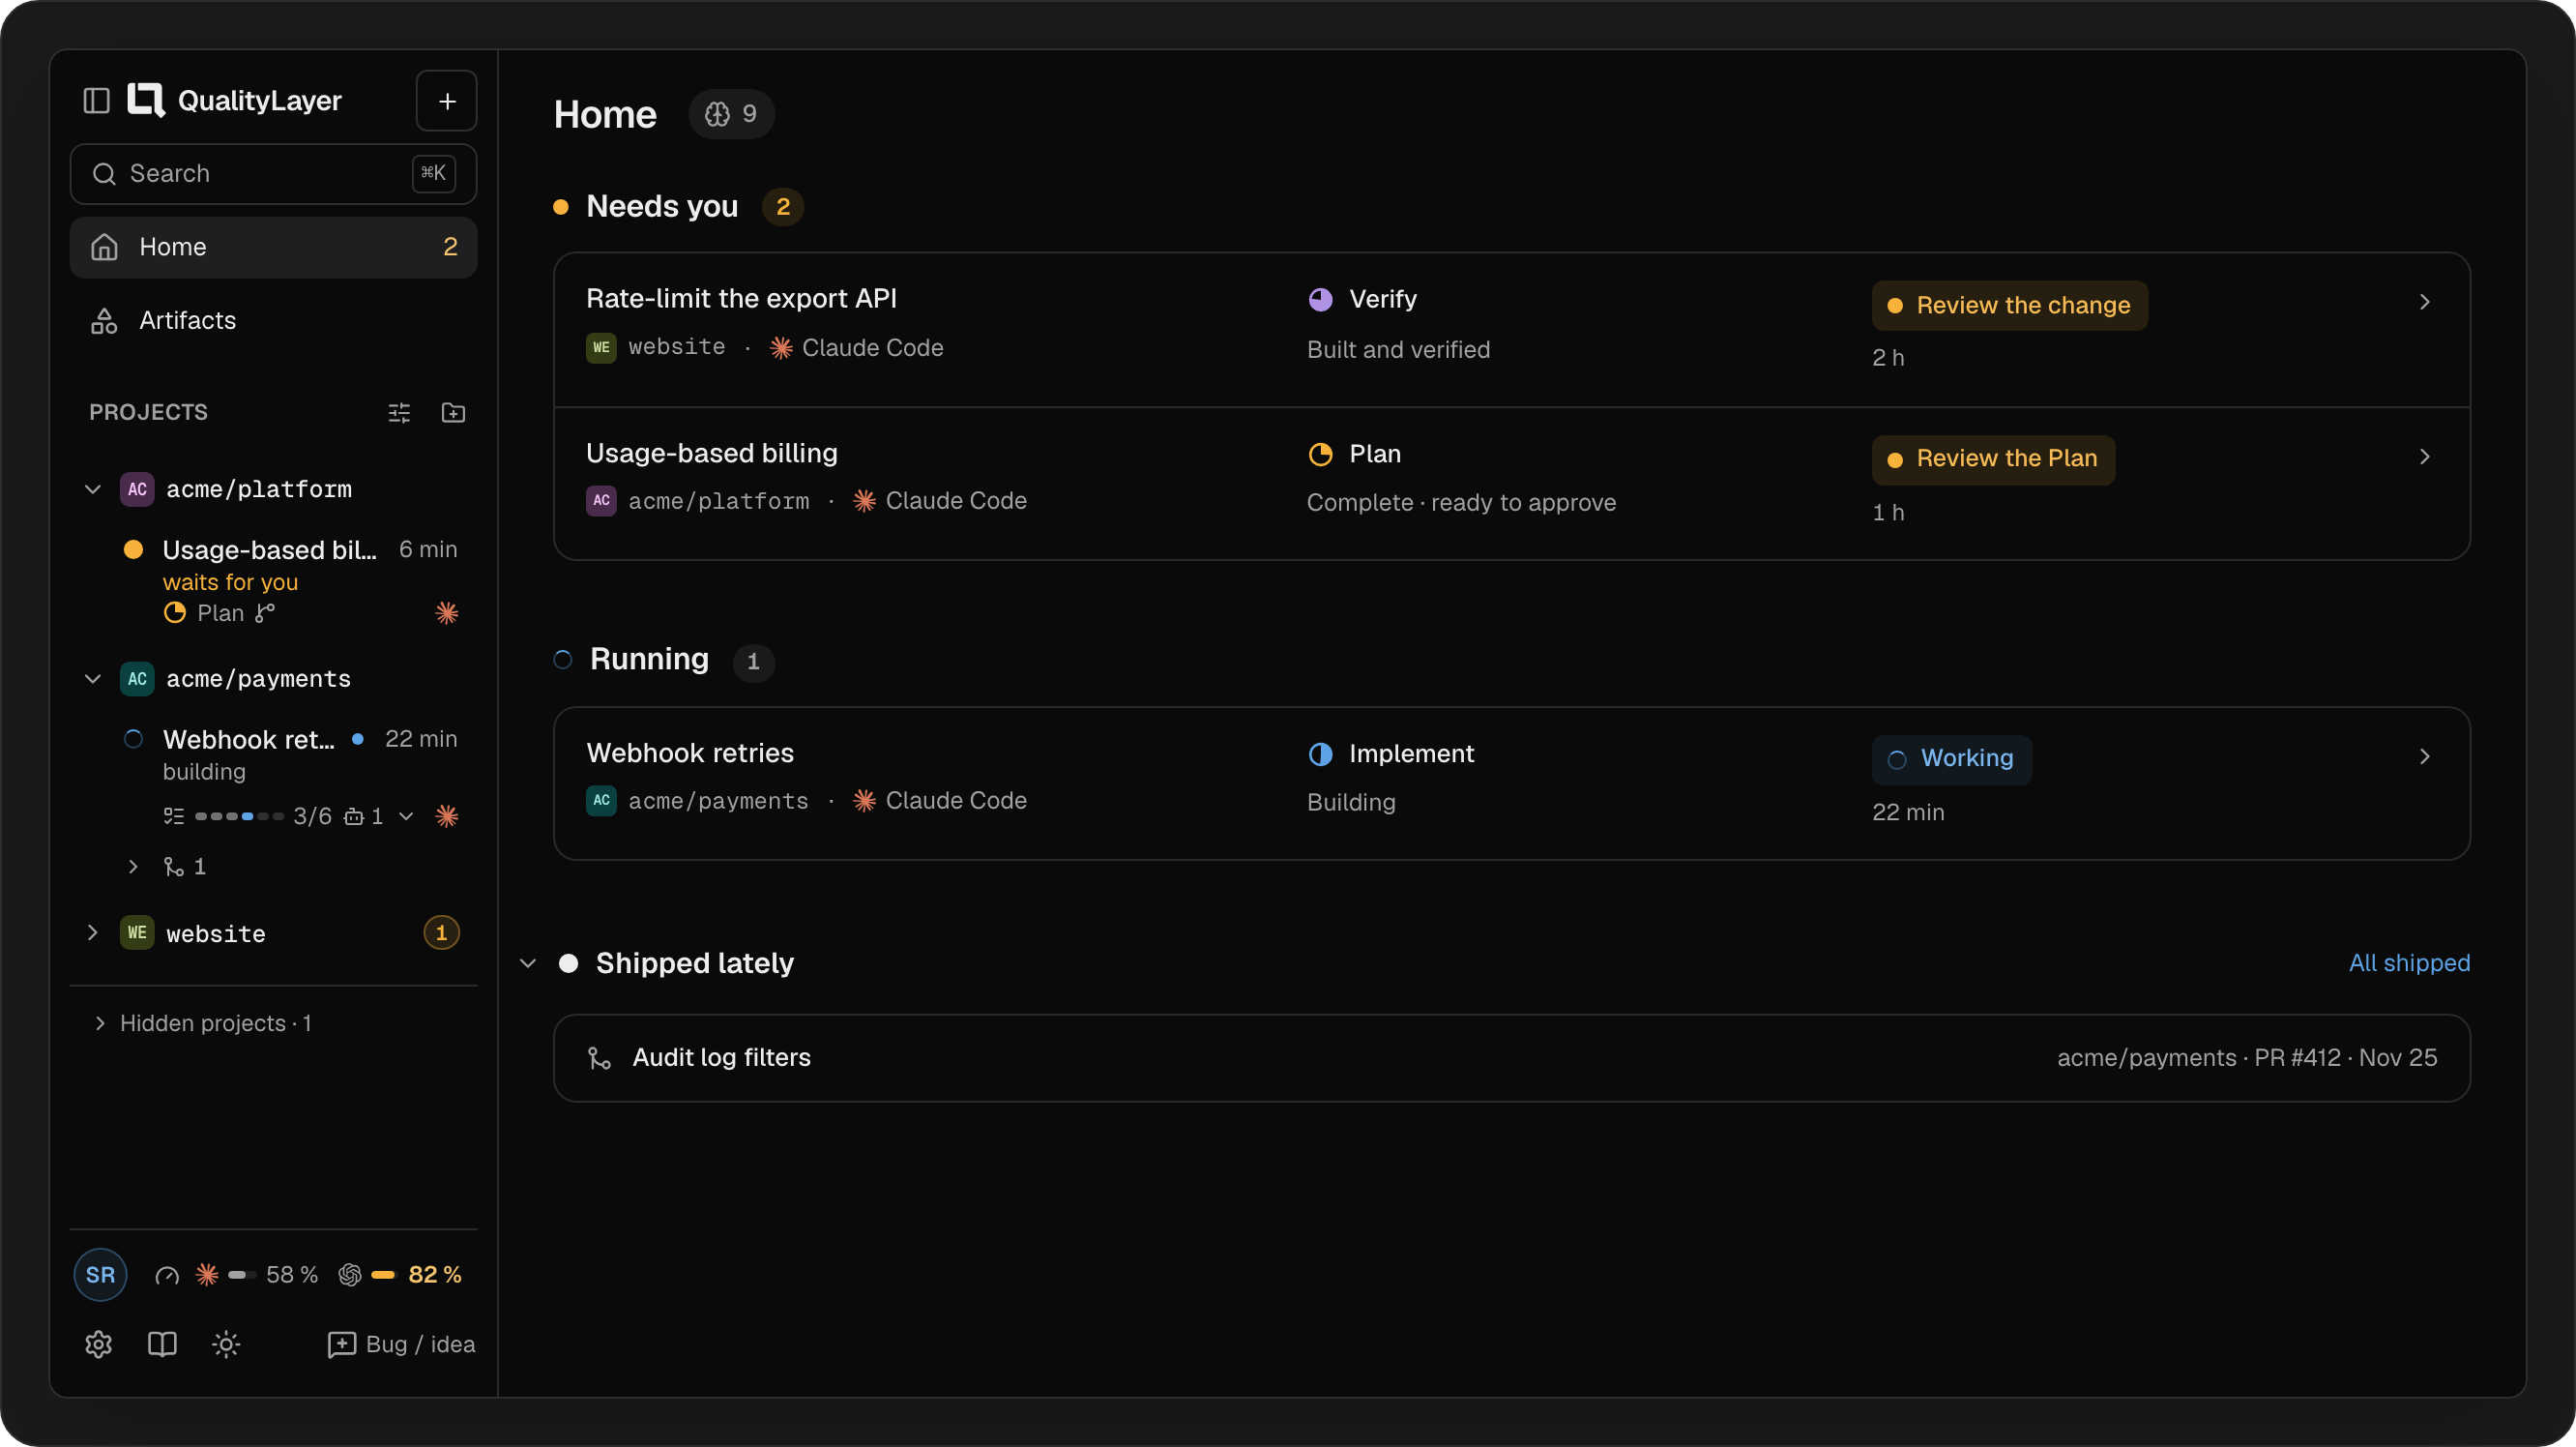 QualityLayer
Search ⌘K
Home 2
Artifacts
PROJECTS
AC acme/platform
Usage-based bil... 6 min
waits for you
Plan
AC acme/payments
Webhook ret... 22 min
building
3/6 1
1
WE website 1
Hidden projects · 1
SR 58 % 82 %
Bug / idea
Home 9
Needs you 2
Rate-limit the export API
WE website · Claude Code
Verify
Built and verified
Review the change
2 h
Usage-based billing
AC acme/platform · Claude Code
Plan
Complete · ready to approve
Review the Plan
1 h
Running 1
Webhook retries
AC acme/payments · Claude Code
Implement
Building
Working
22 min
Shipped lately
All shipped
Audit log filters
acme/payments · PR #412 · Nov 25